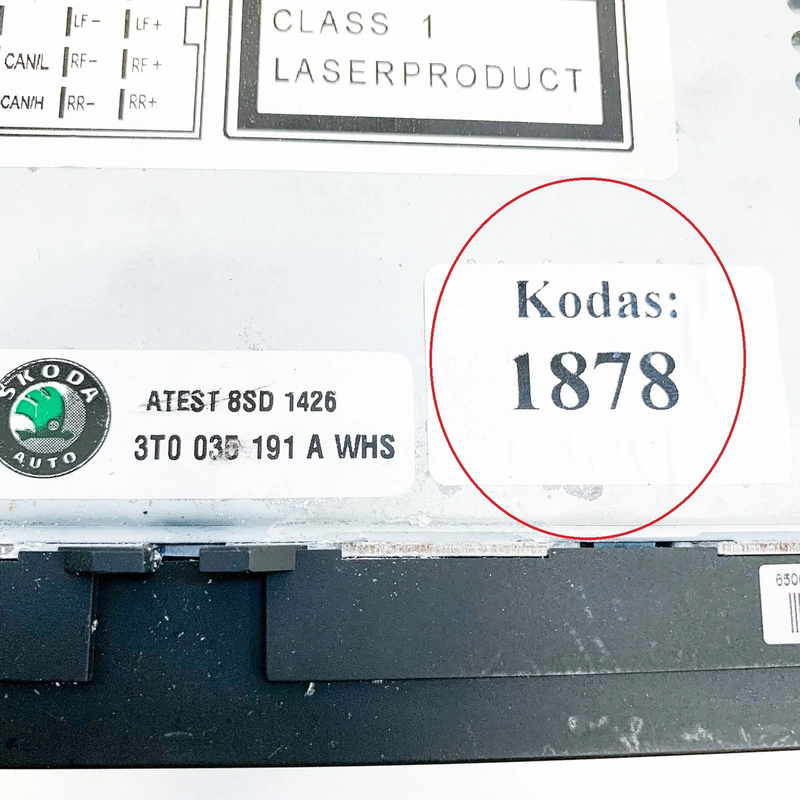 LF - LF +
CAN/L RF- RF +
CAN/H RR- RR+
CLASS 1
LASERPRODUCT
Kodas:
1878
SKODA
AUTO
ATEST 8SD 1426
3T0 035 191 A WHS